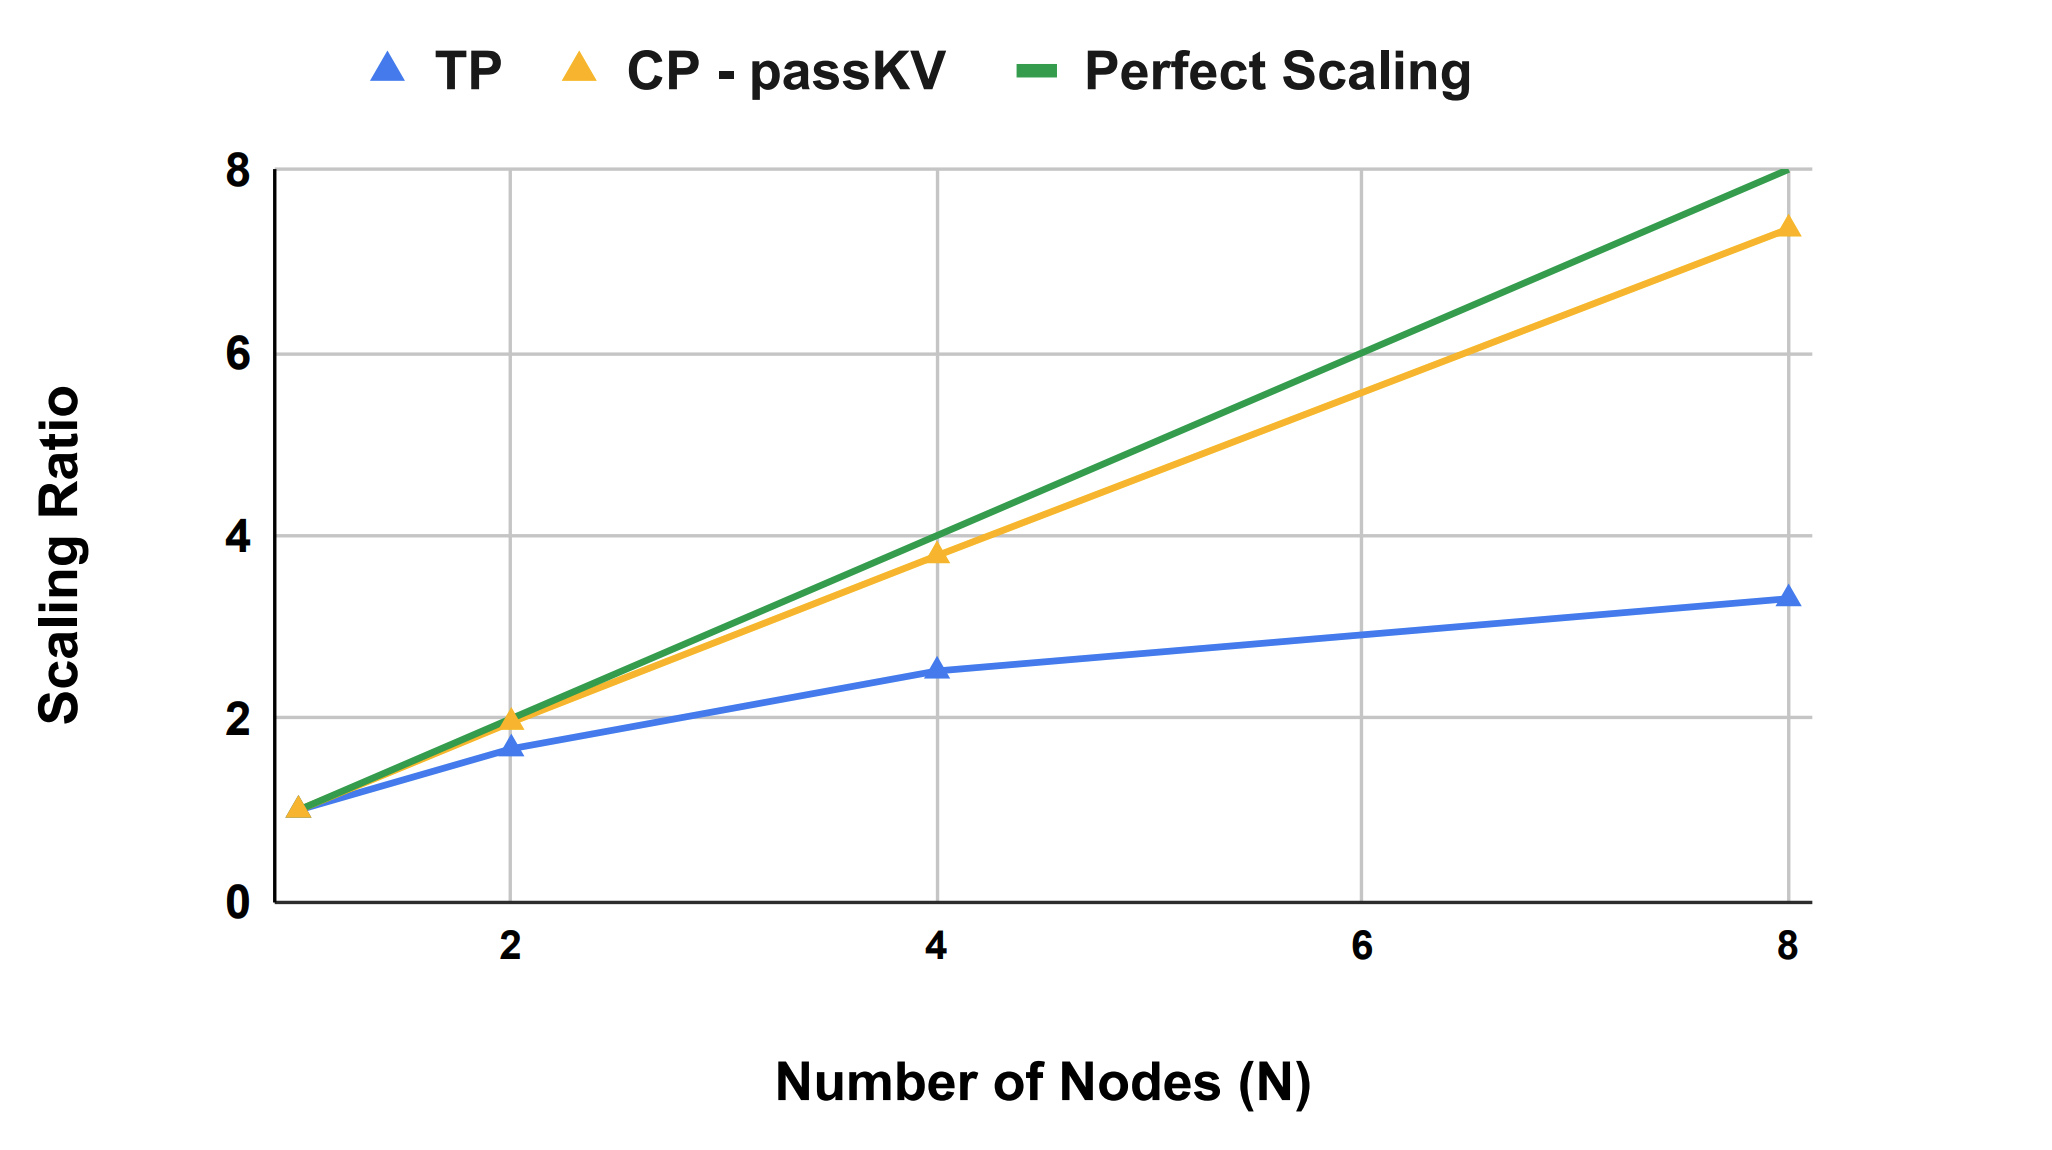 TP CP - passKV Perfect Scaling
8
6
4
2
0
Scaling Ratio
2 4 6 8
Number of Nodes (N)